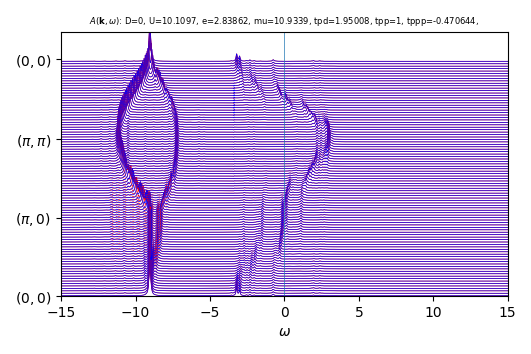 A(k, ω): D=0, U=10.1097, e=2.83862, mu=10.9339, tpd=1.95008, tpp=1, tppp=-0.470644,
(0, 0)
(π, π)
(π, 0)
(0, 0)
−15 −10 −5 0 5 10 15
ω